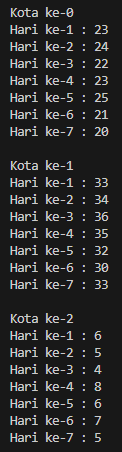 Kota ke-0
Hari ke-1 : 23
Hari ke-2 : 24
Hari ke-3 : 22
Hari ke-4 : 23
Hari ke-5 : 25
Hari ke-6 : 21
Hari ke-7 : 20

Kota ke-1
Hari ke-1 : 33
Hari ke-2 : 34
Hari ke-3 : 36
Hari ke-4 : 35
Hari ke-5 : 32
Hari ke-6 : 30
Hari ke-7 : 33

Kota ke-2
Hari ke-1 : 6
Hari ke-2 : 5
Hari ke-3 : 4
Hari ke-4 : 8
Hari ke-5 : 6
Hari ke-6 : 7
Hari ke-7 : 5